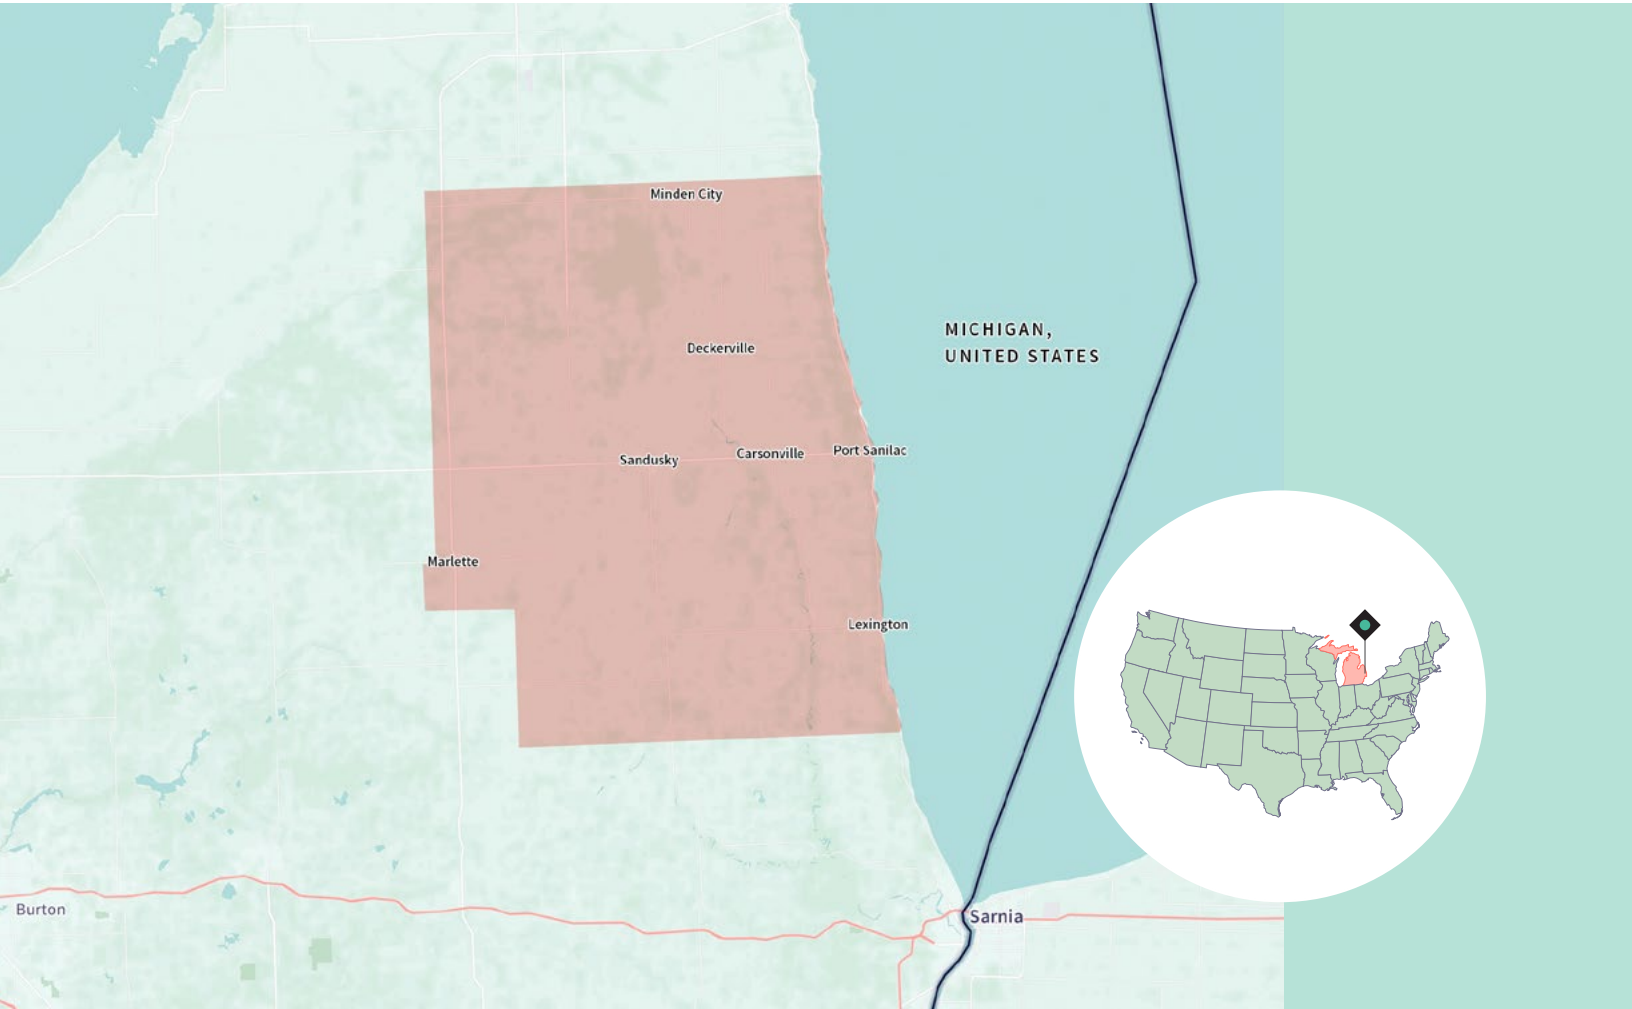 Minden City
MICHIGAN,
UNITED STATES
Deckerville
Sandusky
Carsonville
Port Sanilac
Marlette
Lexington
Burton
Sarnia